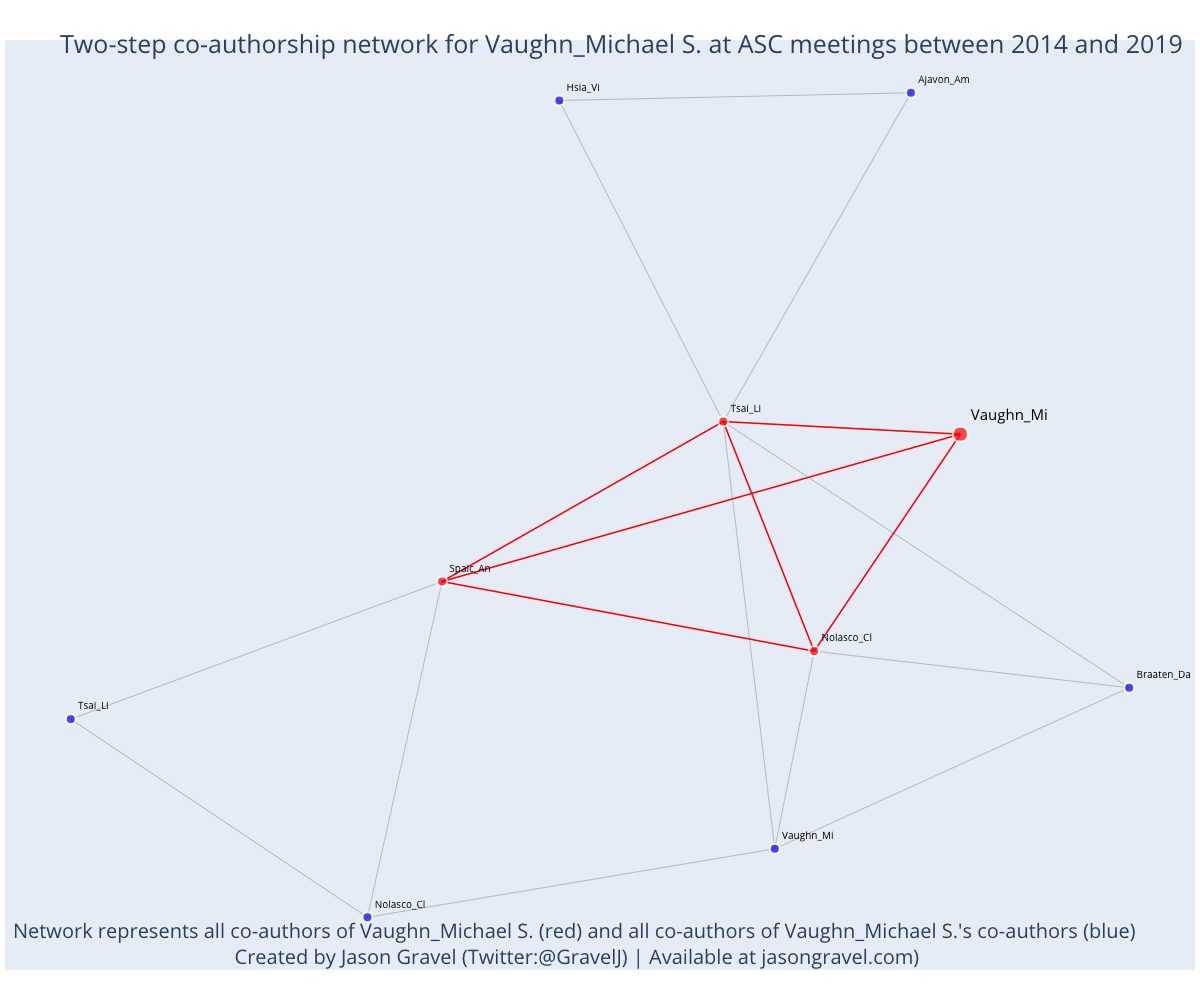 Two-step co-authorship network for Vaughn_Michael S. at ASC meetings between 2014 and 2019
Hsia_Vi
Ajavon_Am
Tsai_Li
Vaughn_Mi
Spaic_An
Nolasco_Cl
Braaten_Da
Tsai_Li
Vaughn_Mi
Nolasco_Cl
Network represents all co-authors of Vaughn_Michael S. (red) and all co-authors of Vaughn_Michael S.'s co-authors (blue)
Created by Jason Gravel (Twitter:@GravelJ) | Available at jasongravel.com)